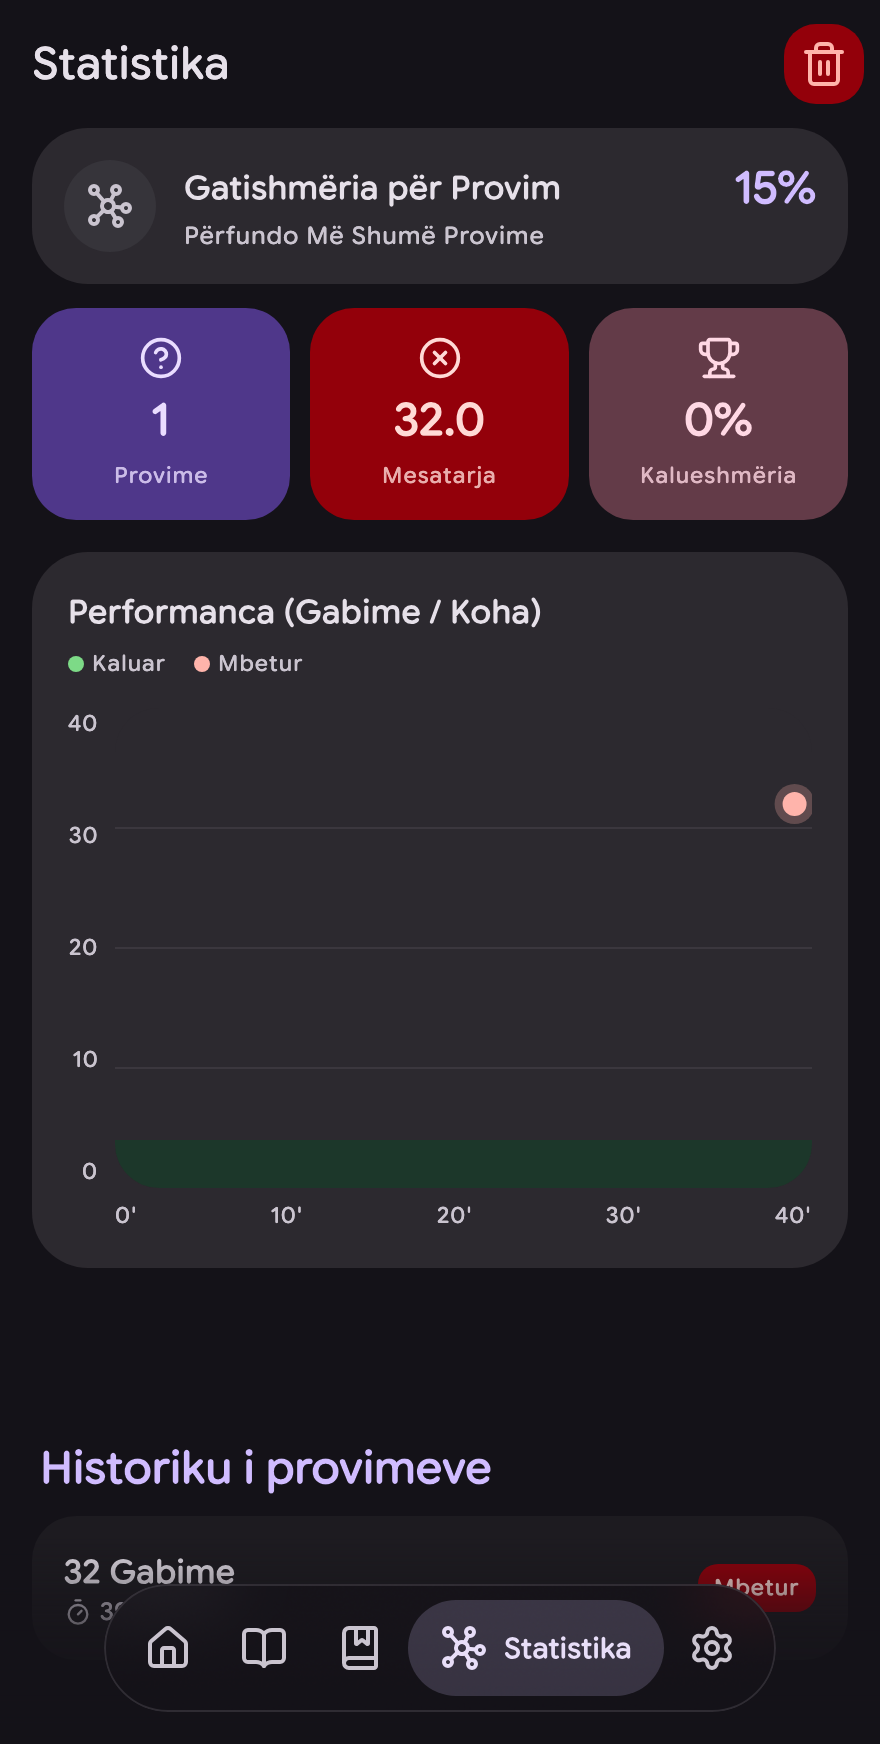 Statistika
Gatishmëria për Provim
15%
Përfundo Më Shumë Provime
1
Provime
32.0
Mesatarja
0%
Kalueshmëria
Performanca (Gabime / Koha)
Kaluar
Mbetur
40
30
20
10
0
0'
10'
20'
30'
40'
Historiku i provimeve
32 Gabime
Mbetur
Statistika